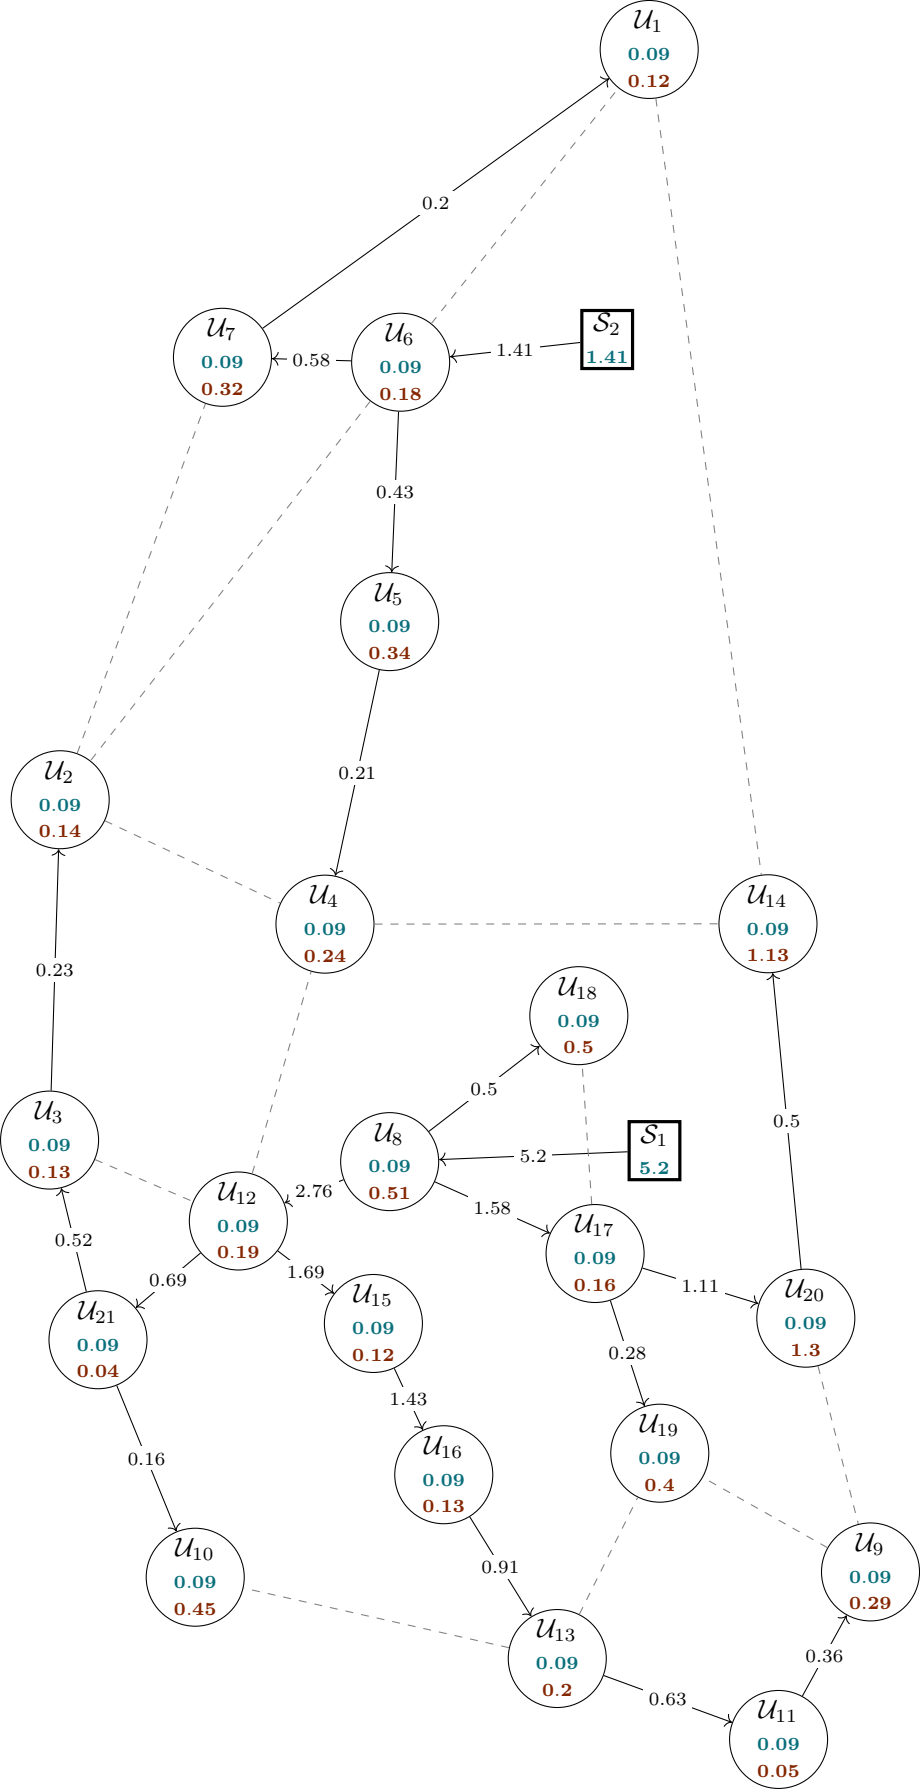 𝒰₁
0.09
0.12
0.2
𝒰₇
0.09
0.32
0.58
𝒰₆
0.09
0.18
1.41
𝒮₂
1.41
0.43
𝒰₅
0.09
0.34
0.21
𝒰₂
0.09
0.14
𝒰₄
0.09
0.24
𝒰₁₄
0.09
1.13
0.23
𝒰₁₈
0.09
0.5
0.5
0.5
𝒰₃
0.09
0.13
𝒰₈
0.09
0.51
5.2
𝒮₁
5.2
2.76
1.58
𝒰₁₂
0.09
0.19
𝒰₁₇
0.09
0.16
0.52
0.69
1.69
1.11
𝒰₂₁
0.09
0.04
𝒰₁₅
0.09
0.12
𝒰₂₀
0.09
1.3
0.28
1.43
0.16
𝒰₁₆
0.09
0.13
𝒰₁₉
0.09
0.4
𝒰₁₀
0.09
0.45
0.91
𝒰₉
0.09
0.29
𝒰₁₃
0.09
0.2
0.36
0.63
𝒰₁₁
0.09
0.05